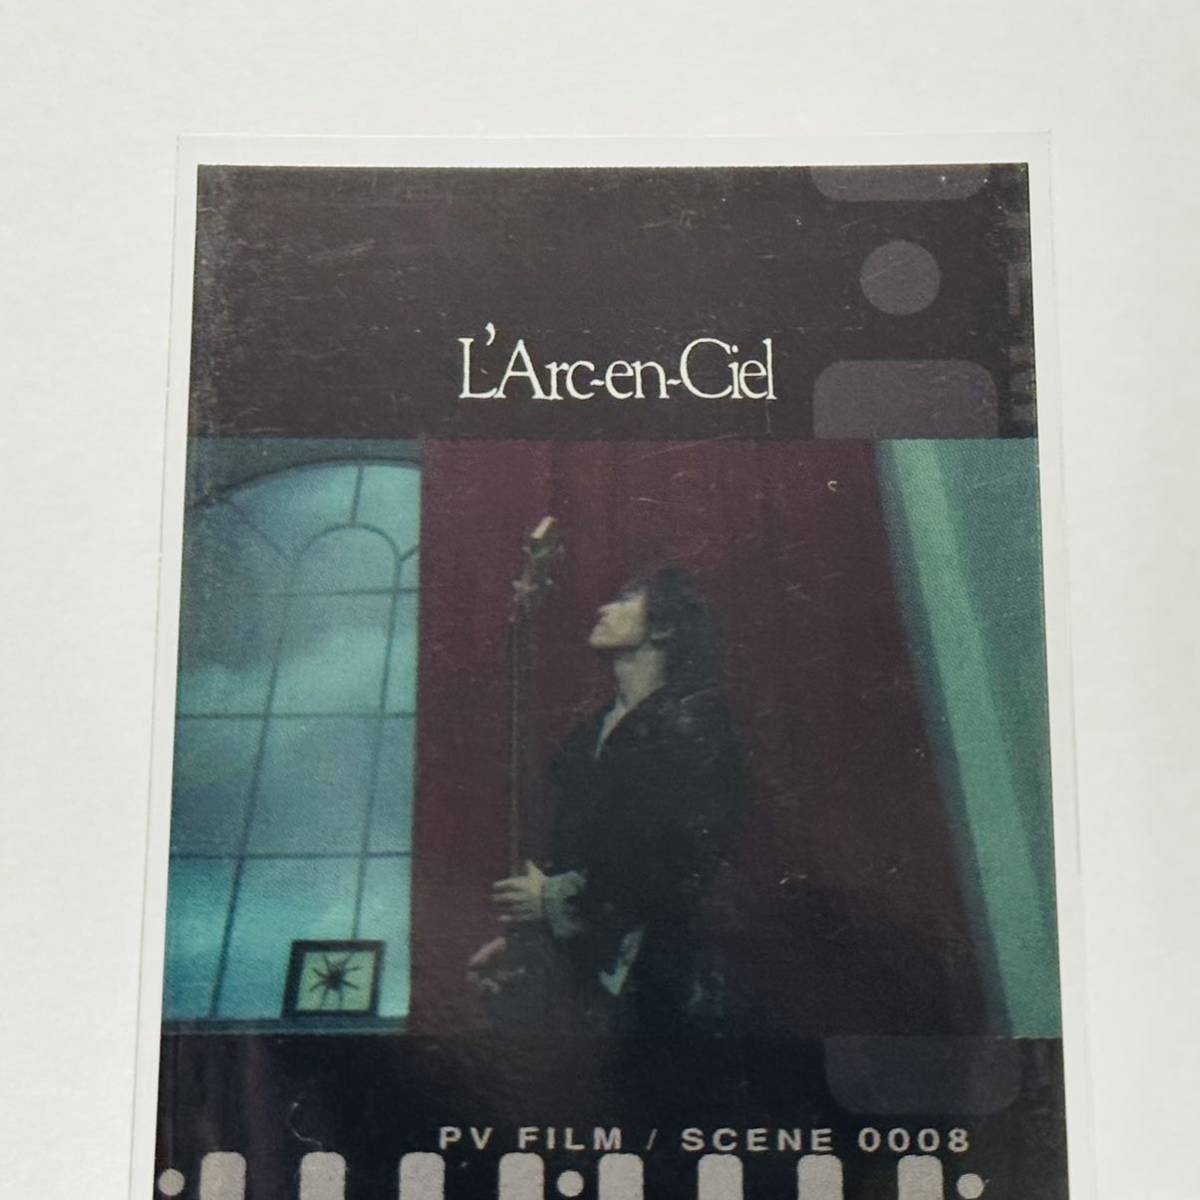 L'Arc-en-Ciel
PV FILM / SCENE 0008